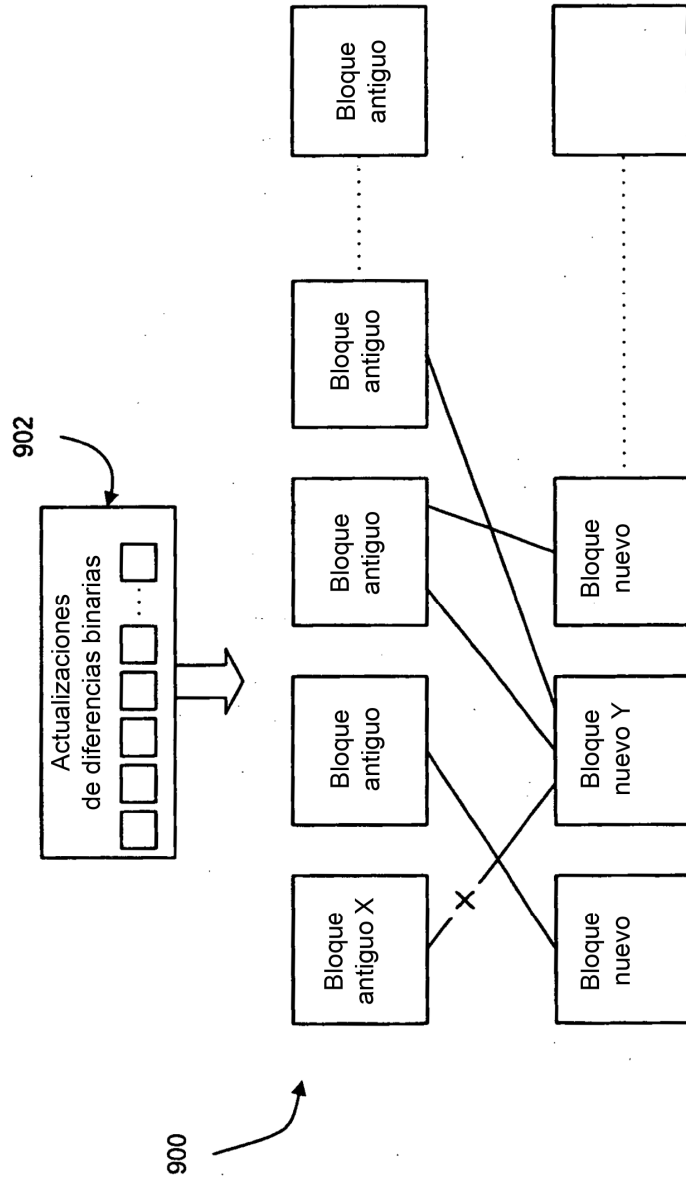 902
Actualizaciones
de diferencias binarias
900
Bloque
antiguo X
Bloque
antiguo
Bloque
antiguo
Bloque
antiguo
Bloque
antiguo
Bloque
nuevo
Bloque
nuevo Y
Bloque
nuevo